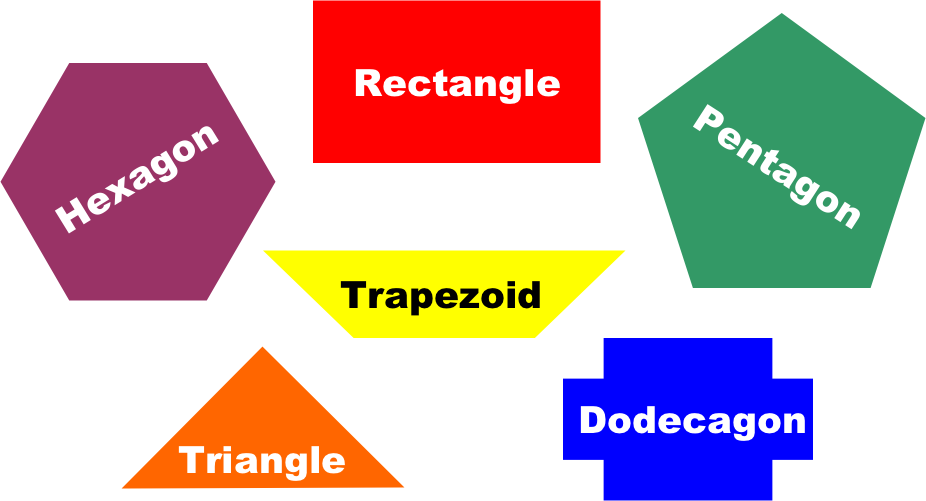 Rectangle
Hexagon
Pentagon
Trapezoid
Triangle
Dodecagon